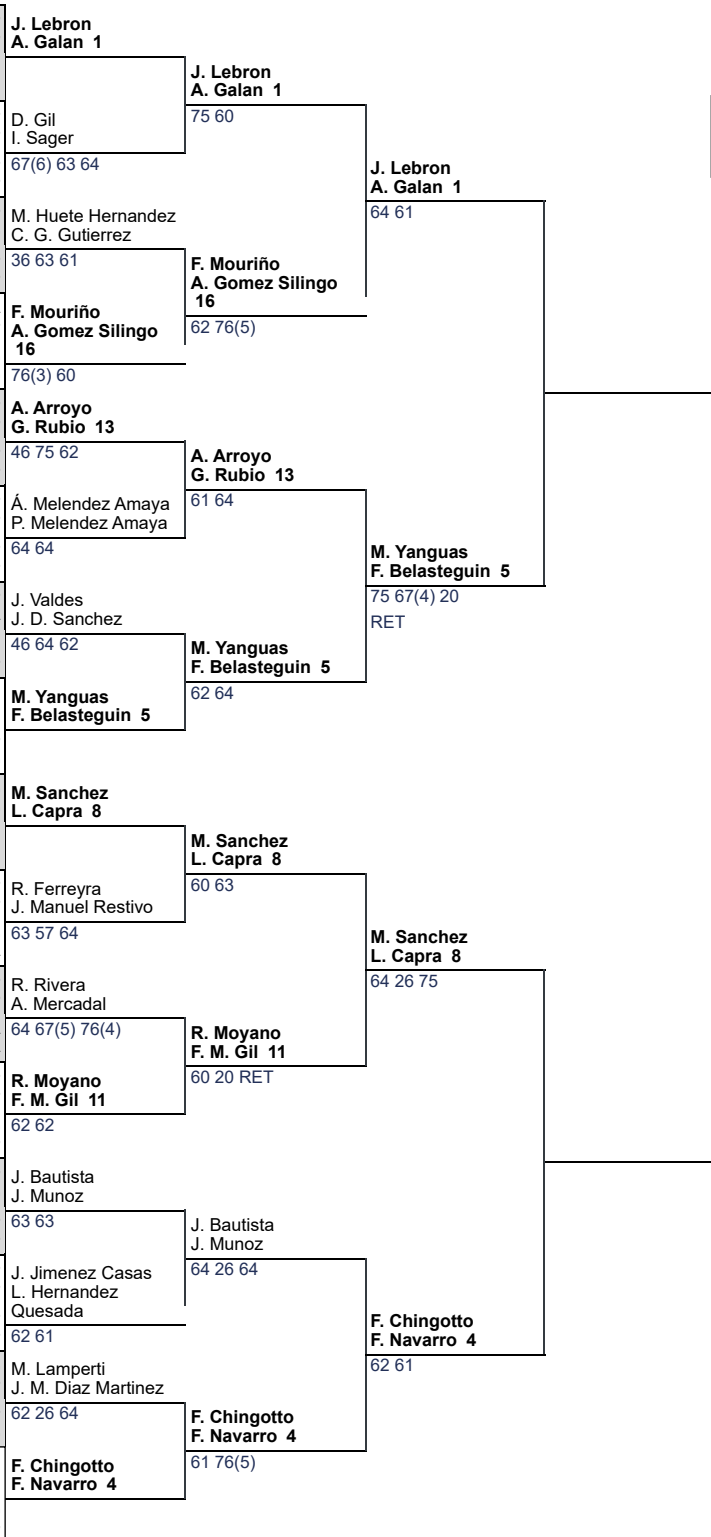 J. Lebron
A. Galan 1
D. Gil
I. Sager
67(6) 63 64
M. Huete Hernandez
C. G. Gutierrez
36 63 61
F. Mouriño
A. Gomez Silingo
16
76(3) 60
A. Arroyo
G. Rubio 13
46 75 62
Á. Melendez Amaya
P. Melendez Amaya
64 64
J. Valdes
J. D. Sanchez
46 64 62
M. Yanguas
F. Belasteguin 5
M. Sanchez
L. Capra 8
R. Ferreyra
J. Manuel Restivo
63 57 64
R. Rivera
A. Mercadal
64 67(5) 76(4)
R. Moyano
F. M. Gil 11
62 62
J. Bautista
J. Munoz
63 63
J. Jimenez Casas
L. Hernandez
Quesada
62 61
M. Lamperti
J. M. Diaz Martinez
62 26 64
F. Chingotto
F. Navarro 4
J. Lebron
A. Galan 1
75 60
F. Mouriño
A. Gomez Silingo
16
62 76(5)
A. Arroyo
G. Rubio 13
61 64
M. Yanguas
F. Belasteguin 5
62 64
M. Sanchez
L. Capra 8
60 63
R. Moyano
F. M. Gil 11
60 20 RET
J. Bautista
J. Munoz
64 26 64
F. Chingotto
F. Navarro 4
61 76(5)
J. Lebron
A. Galan 1
64 61
M. Yanguas
F. Belasteguin 5
75 67(4) 20
RET
M. Sanchez
L. Capra 8
64 26 75
F. Chingotto
F. Navarro 4
62 61